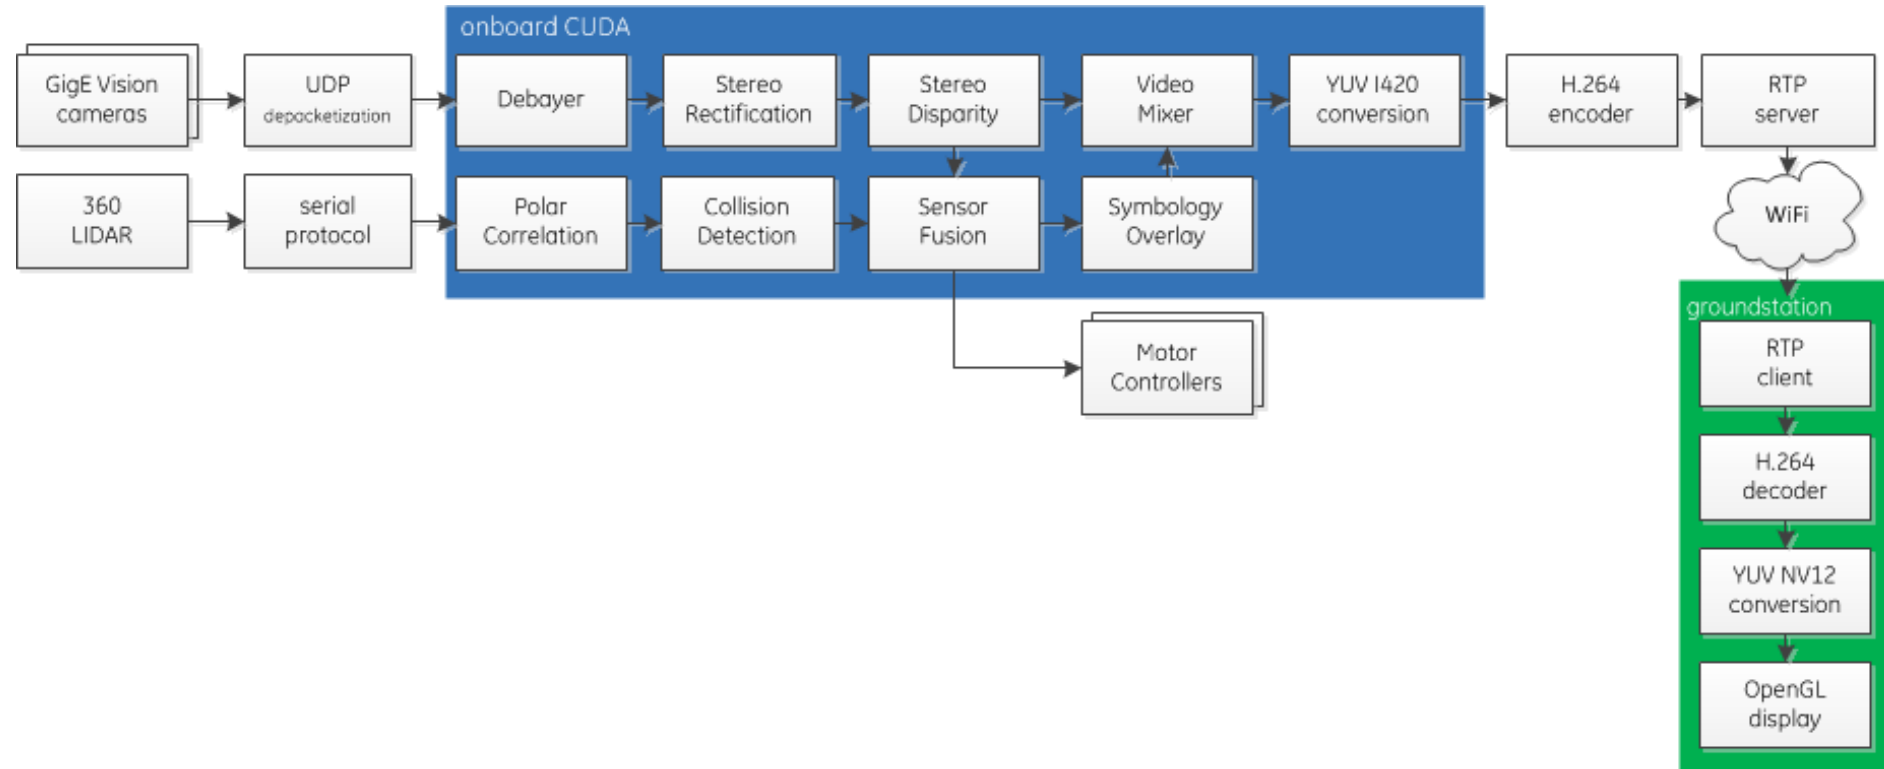 onboard CUDA
GigE Vision
cameras
UDP
depacketization
Debayer
Stereo
Rectification
Stereo
Disparity
Video
Mixer
YUV I420
conversion
H.264
encoder
RTP
server
360
LIDAR
serial
protocol
Polar
Correlation
Collision
Detection
Sensor
Fusion
Symbology
Overlay
WiFi
Motor
Controllers
groundstation
RTP
client
H.264
decoder
YUV NV12
conversion
OpenGL
display